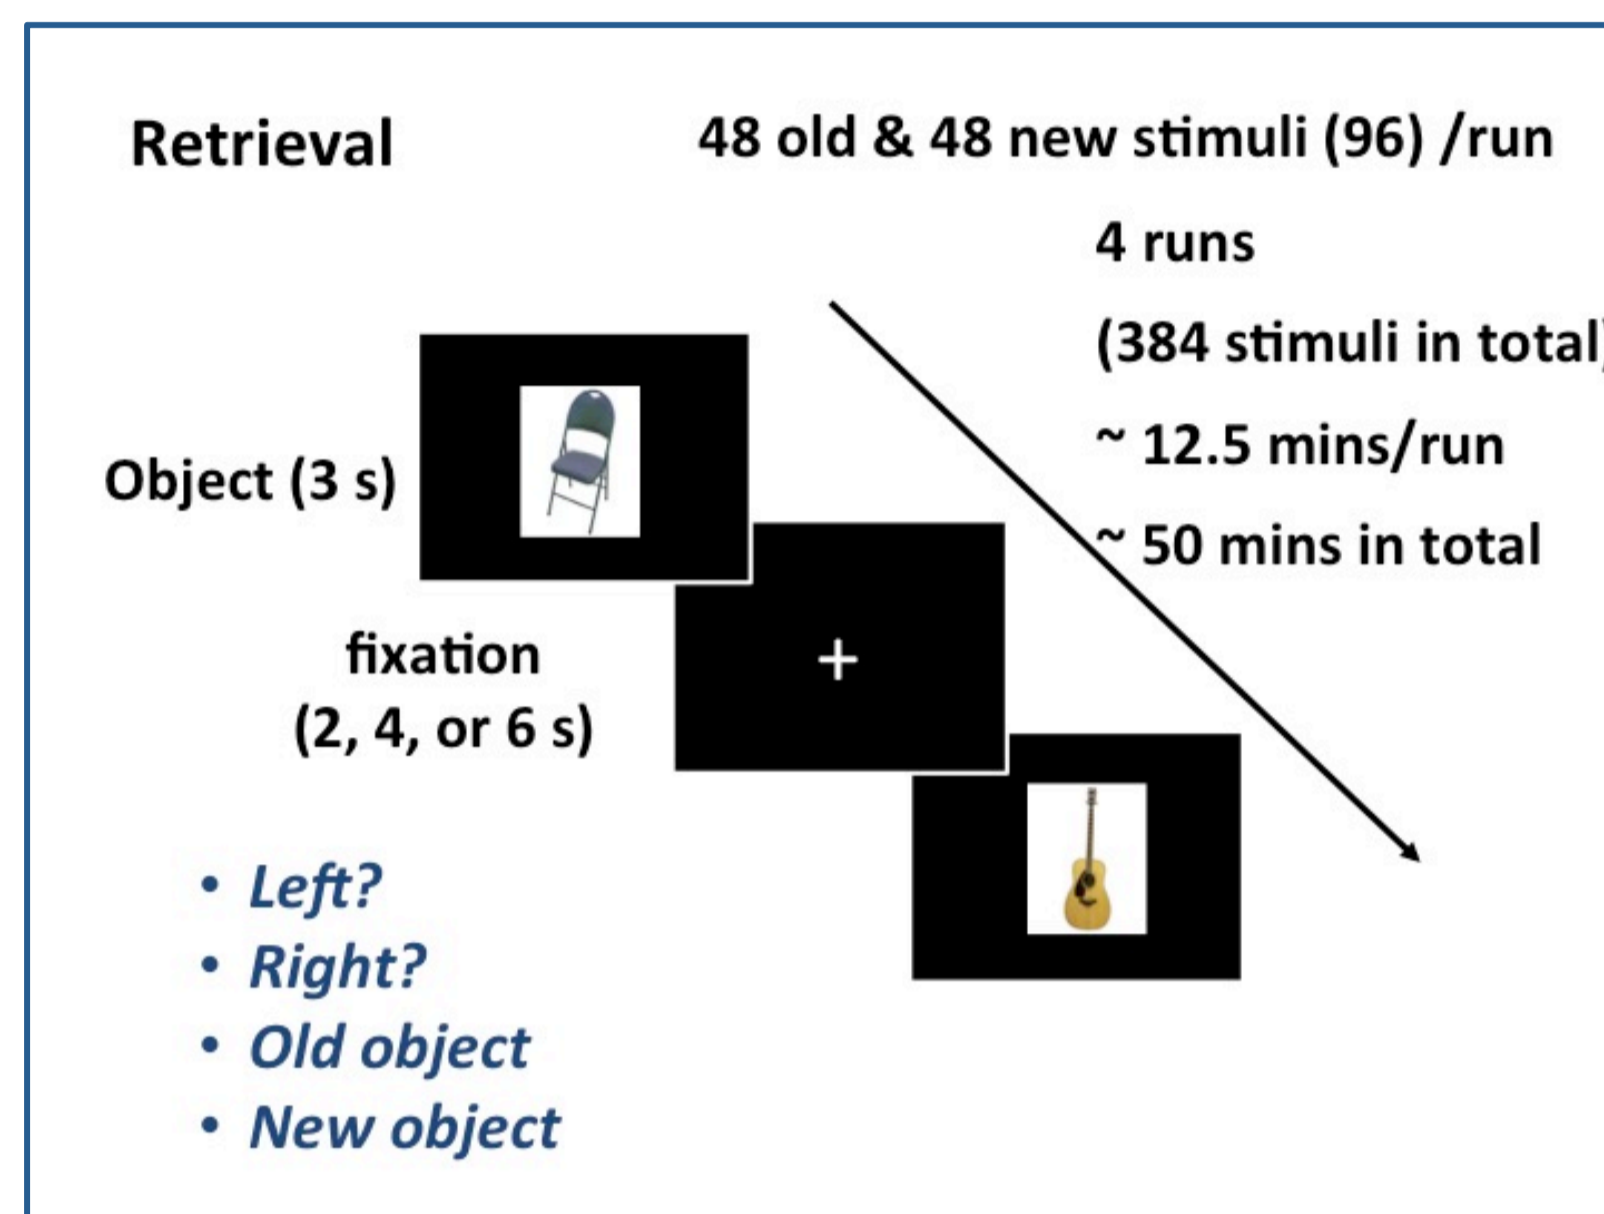 Retrieval
48 old & 48 new stimuli (96) /run
4 runs
(384 stimuli in total)
~ 12.5 mins/run
~ 50 mins in total
Object (3 s)
fixation
(2, 4, or 6 s)
+
• Left?
• Right?
• Old object
• New object